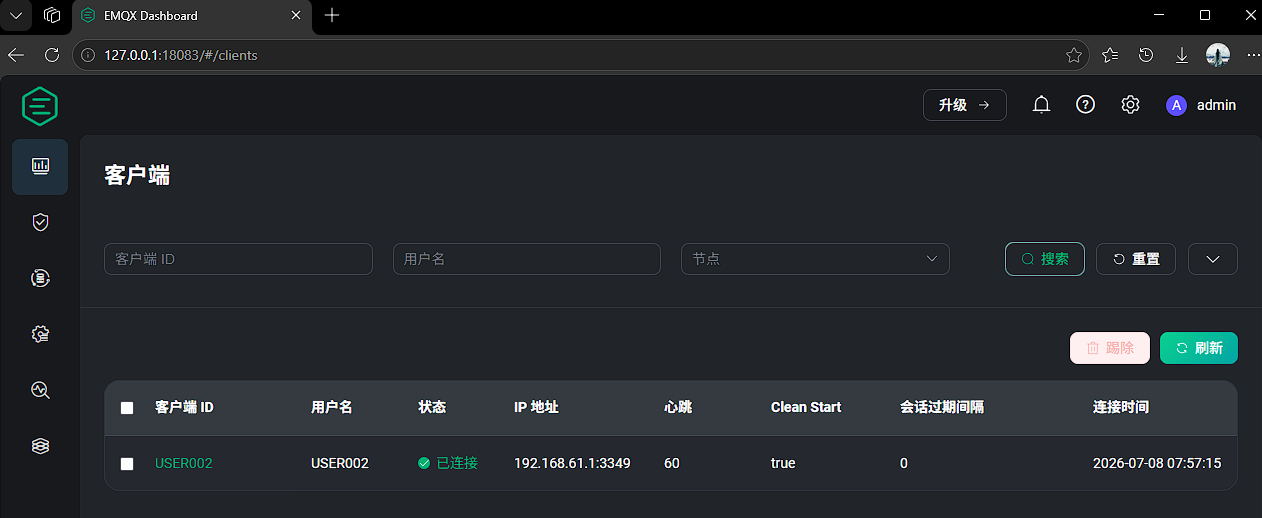 EMQX Dashboard
127.0.0.1:18083/#/clients
升级 → A admin
客户端
客户端 ID 用户名 节点 搜索 重置
踢除 刷新
客户端 ID 用户名 状态 IP 地址 心跳 Clean Start 会话过期间隔 连接时间
USER002 USER002 已连接 192.168.61.1:3349 60 true 0 2026-07-08 07:57:15